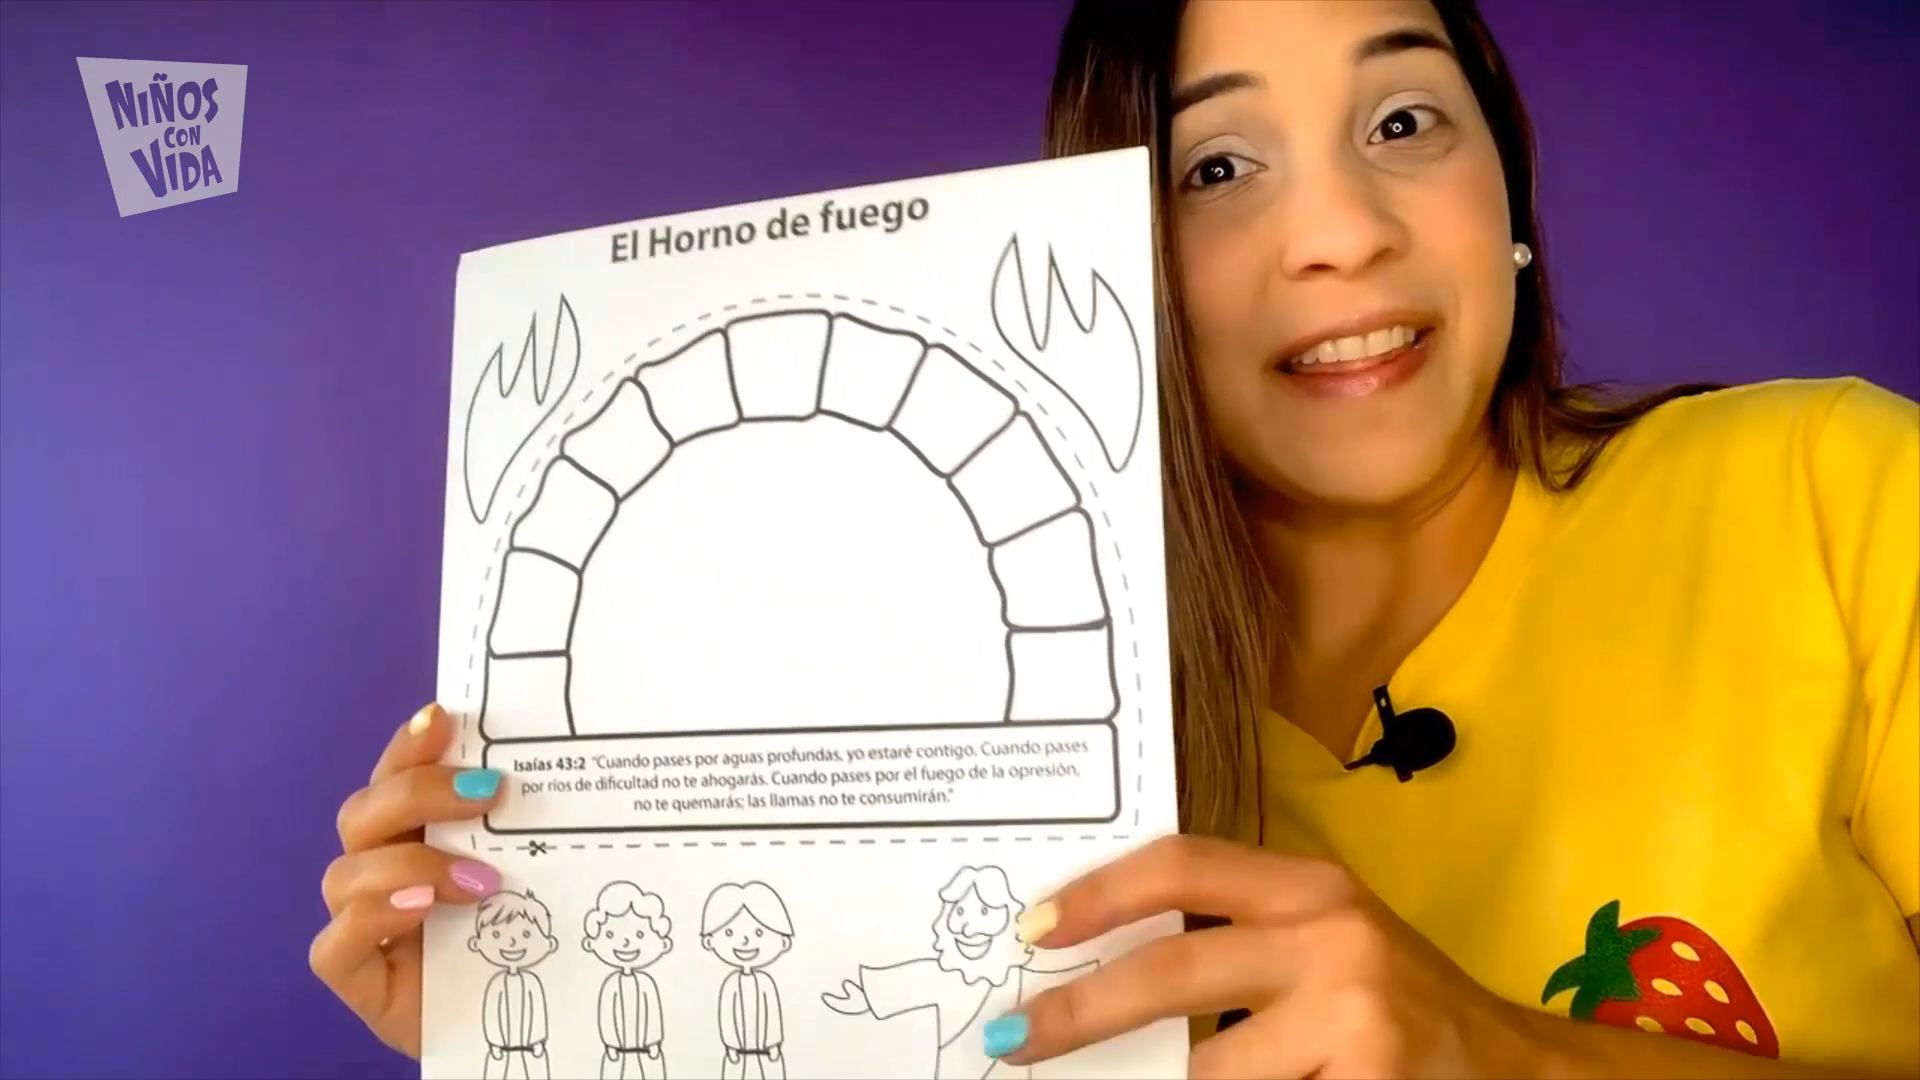 NIÑOS
CON
VIDA
El Horno de fuego
Isaías 43:2 "Cuando pases por aguas profundas, yo estaré contigo. Cuando pases
por ríos de dificultad no te ahogarás. Cuando pases por el fuego de la opresión,
no te quemarás; las llamas no te consumirán."